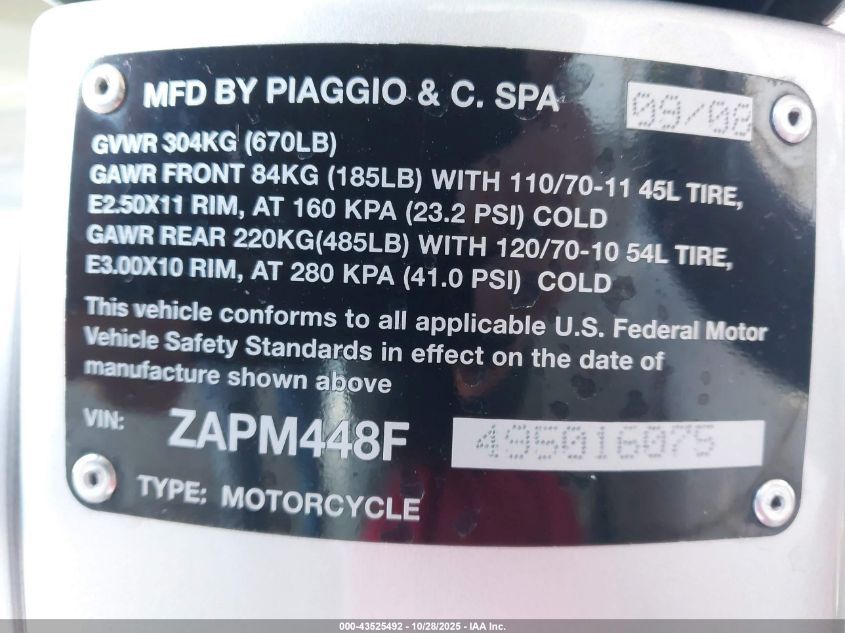 MFD BY PIAGGIO & C. SPA 09/08
GVWR 304KG (670LB)
GAWR FRONT 84KG (185LB) WITH 110/70-11 45L TIRE,
E2.50X11 RIM, AT 160 KPA (23.2 PSI) COLD
GAWR REAR 220KG(485LB) WITH 120/70-10 54L TIRE,
E3.00X10 RIM, AT 280 KPA (41.0 PSI) COLD
This vehicle conforms to all applicable U.S. Federal Motor
Vehicle Safety Standards in effect on the date of
manufacture shown above
VIN: ZAPM448F 495016075
TYPE: MOTORCYCLE
000-43525492 - 10/28/2025 - IAA Inc.